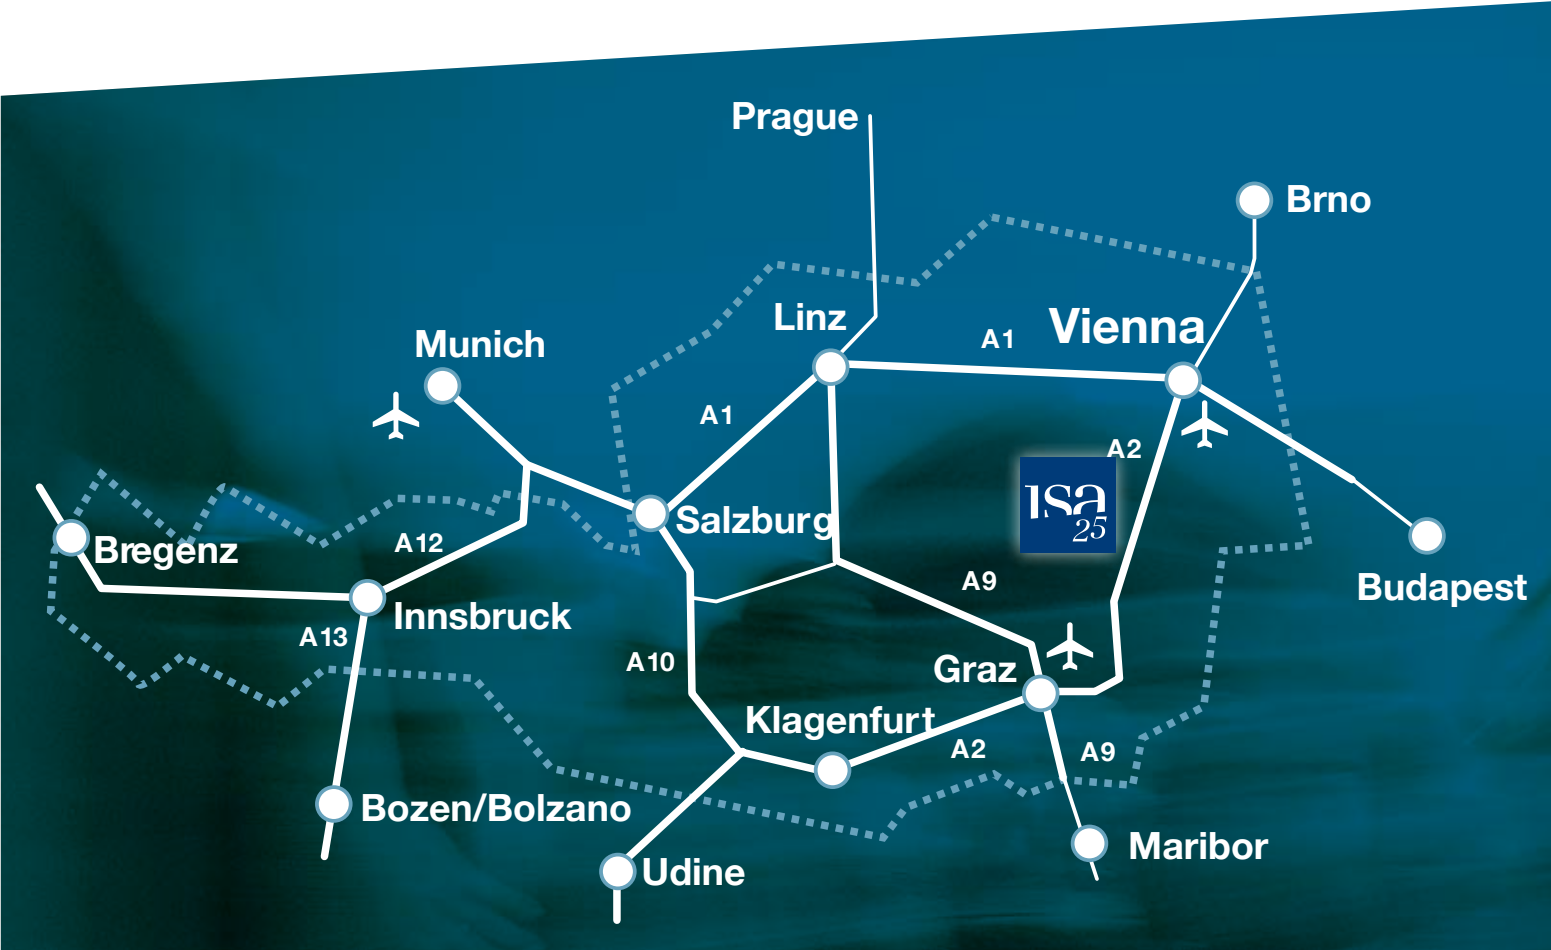 Prague
Brno
Linz
A1
Vienna
Munich
A1
A2
ISA
25
Salzburg
Bregenz
A12
A9
Budapest
Innsbruck
A13
A10
Graz
Klagenfurt
A2
A9
Bozen/Bolzano
Maribor
Udine